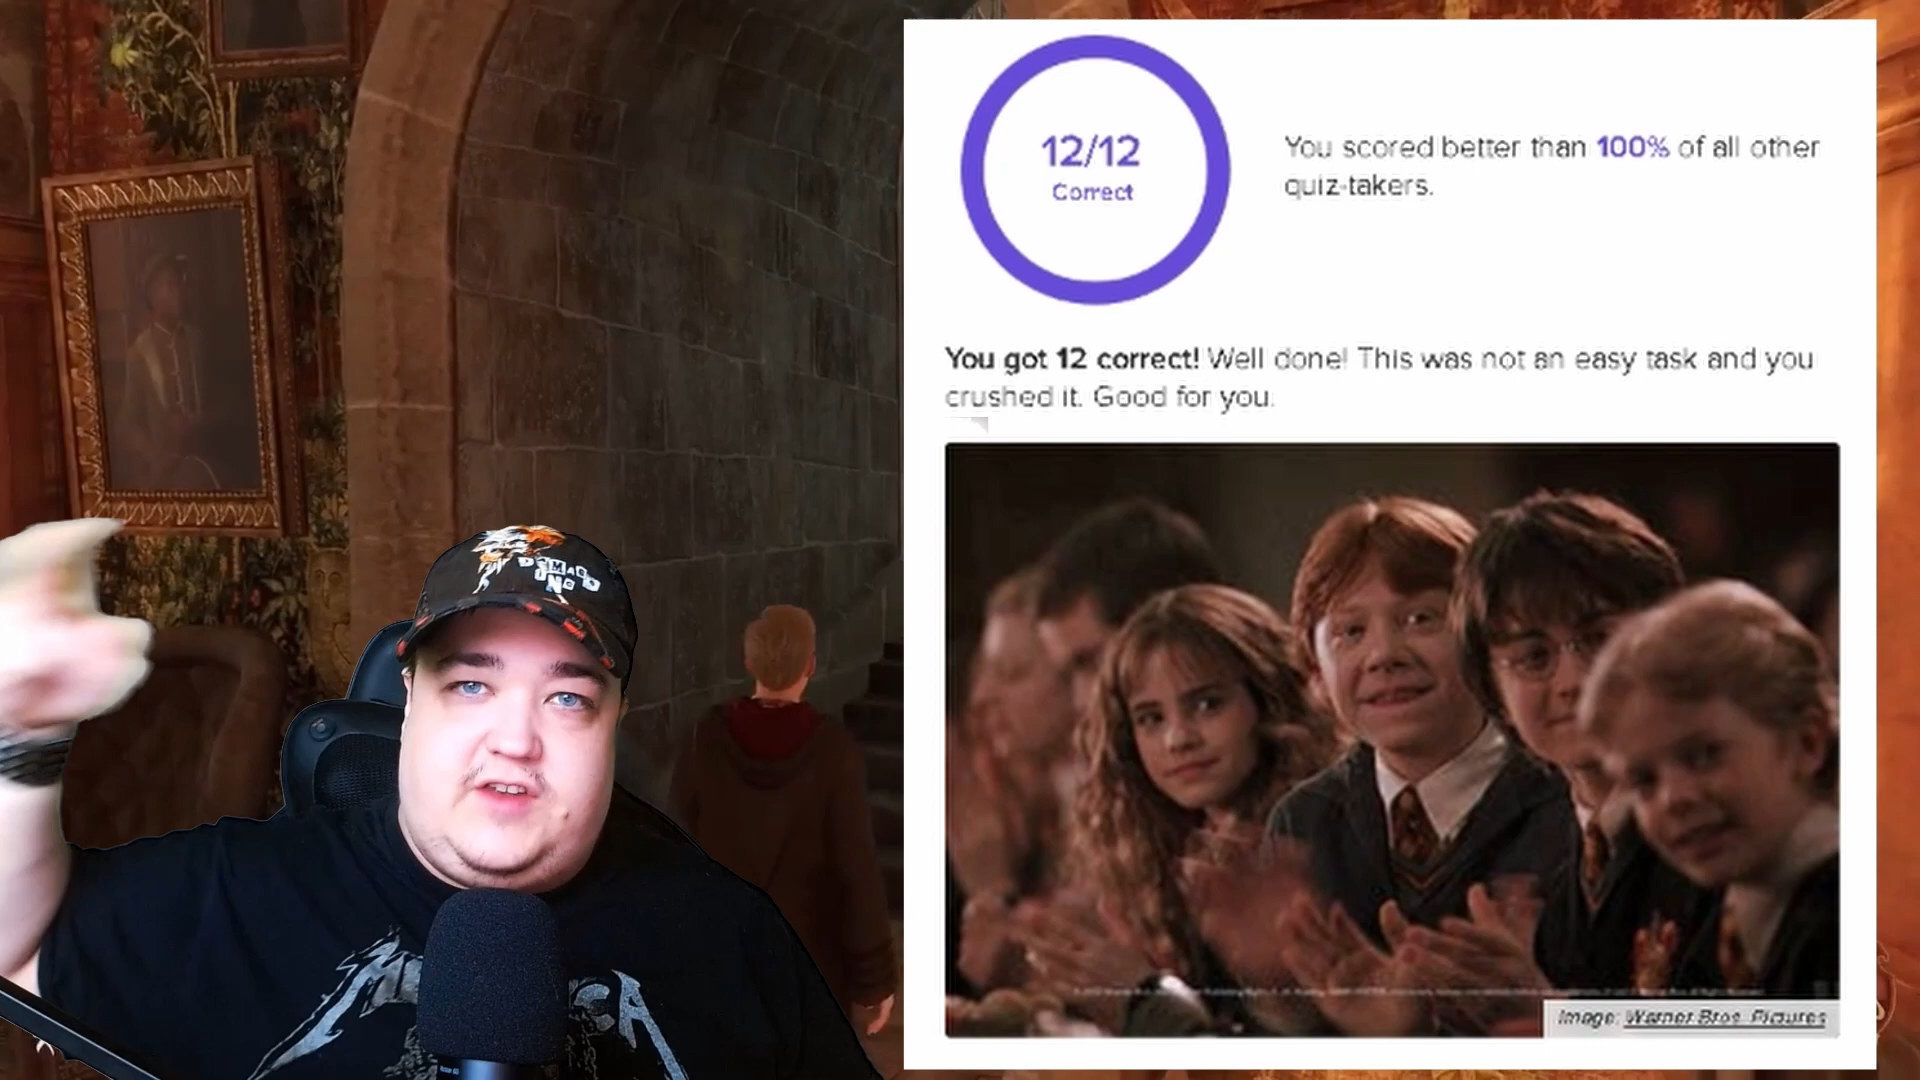 12/12
Correct
You scored better than 100% of all other
quiz-takers.
You got 12 correct! Well done! This was not an easy task and you
crushed it. Good for you.
Image: Warner Bros. Pictures